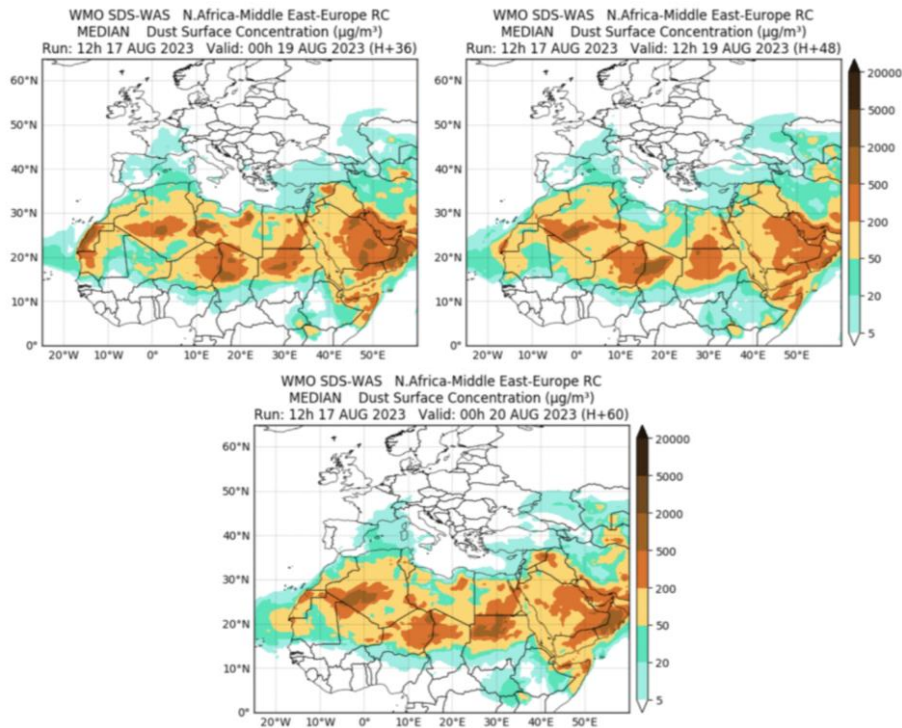 WMO SDS-WAS   N.Africa-Middle East-Europe RC
MEDIAN    Dust Surface Concentration (µg/m³)
Run: 12h 17 AUG 2023   Valid: 00h 19 AUG 2023 (H+36)
60°N
50°N
40°N
30°N
20°N
10°N
0°
20°W 10°W 0° 10°E 20°E 30°E 40°E 50°E
WMO SDS-WAS   N.Africa-Middle East-Europe RC
MEDIAN    Dust Surface Concentration (µg/m³)
Run: 12h 17 AUG 2023   Valid: 12h 19 AUG 2023 (H+48)
60°N
50°N
40°N
30°N
20°N
10°N
0°
20°W 10°W 0° 10°E 20°E 30°E 40°E 50°E
20000
5000
2000
500
200
50
20
5
WMO SDS-WAS   N.Africa-Middle East-Europe RC
MEDIAN    Dust Surface Concentration (µg/m³)
Run: 12h 17 AUG 2023   Valid: 00h 20 AUG 2023 (H+60)
60°N
50°N
40°N
30°N
20°N
10°N
0°
20°W 10°W 0° 10°E 20°E 30°E 40°E 50°E
20000
5000
2000
500
200
50
20
5